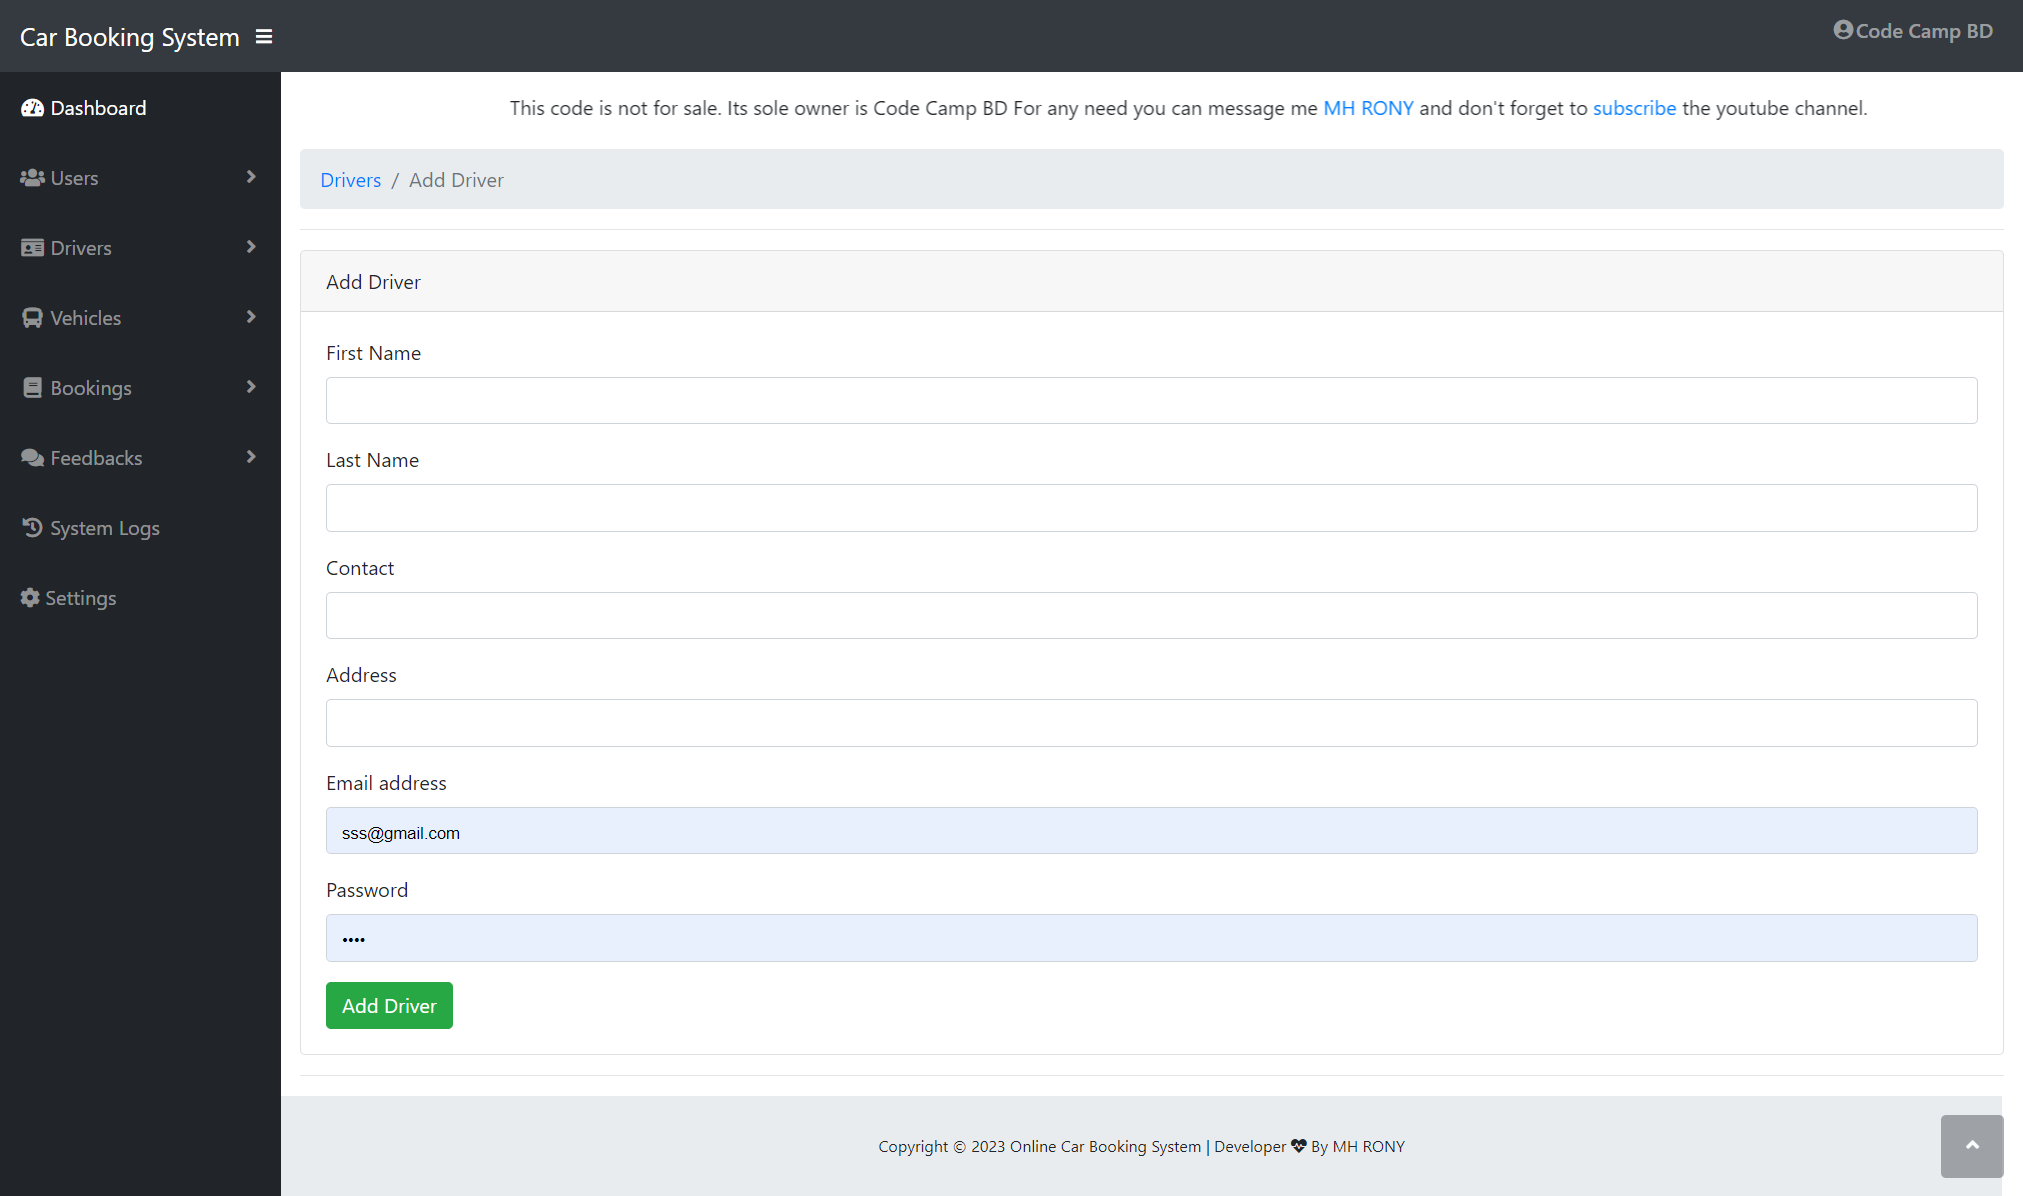 Car Booking System
Code Camp BD
Dashboard
Users
Drivers
Vehicles
Bookings
Feedbacks
System Logs
Settings
This code is not for sale. Its sole owner is Code Camp BD For any need you can message me MH RONY and don't forget to subscribe the youtube channel.
Drivers / Add Driver
Add Driver
First Name
Last Name
Contact
Address
Email address
sss@gmail.com
Password
••••
Add Driver
Copyright © 2023 Online Car Booking System | Developer By MH RONY